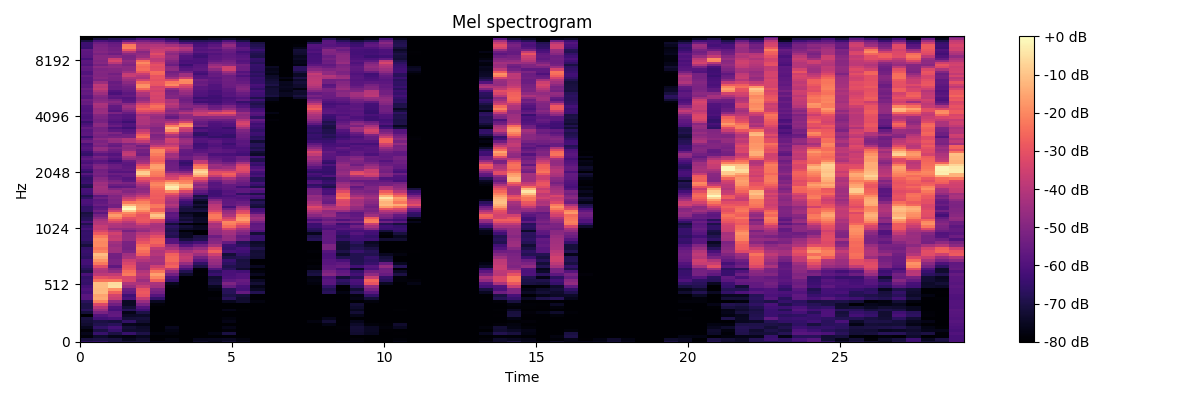 Mel spectrogram
Hz
8192
4096
2048
1024
512
0
0 5 10 15 20 25
Time
+0 dB
-10 dB
-20 dB
-30 dB
-40 dB
-50 dB
-60 dB
-70 dB
-80 dB